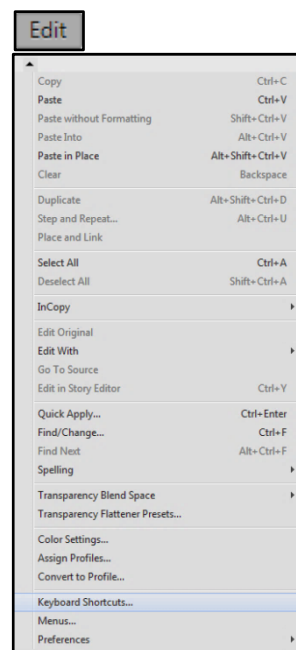 Edit
Copy Ctrl+C
Paste Ctrl+V
Paste without Formatting Shift+Ctrl+V
Paste Into Alt+Ctrl+V
Paste in Place Alt+Shift+Ctrl+V
Clear Backspace
Duplicate Alt+Shift+Ctrl+D
Step and Repeat... Alt+Ctrl+U
Place and Link
Select All Ctrl+A
Deselect All Shift+Ctrl+A
InCopy
Edit Original
Edit With
Go To Source
Edit in Story Editor Ctrl+Y
Quick Apply... Ctrl+Enter
Find/Change... Ctrl+F
Find Next Alt+Ctrl+F
Spelling
Transparency Blend Space
Transparency Flattener Presets...
Color Settings...
Assign Profiles...
Convert to Profile...
Keyboard Shortcuts...
Menus...
Preferences